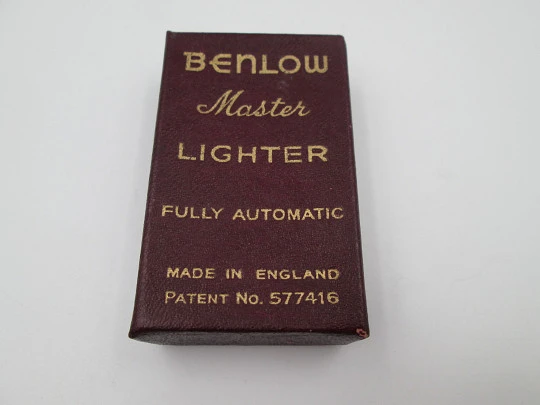 BENLOW
Master
LIGHTER
FULLY AUTOMATIC
MADE IN ENGLAND
PATENT No. 577416